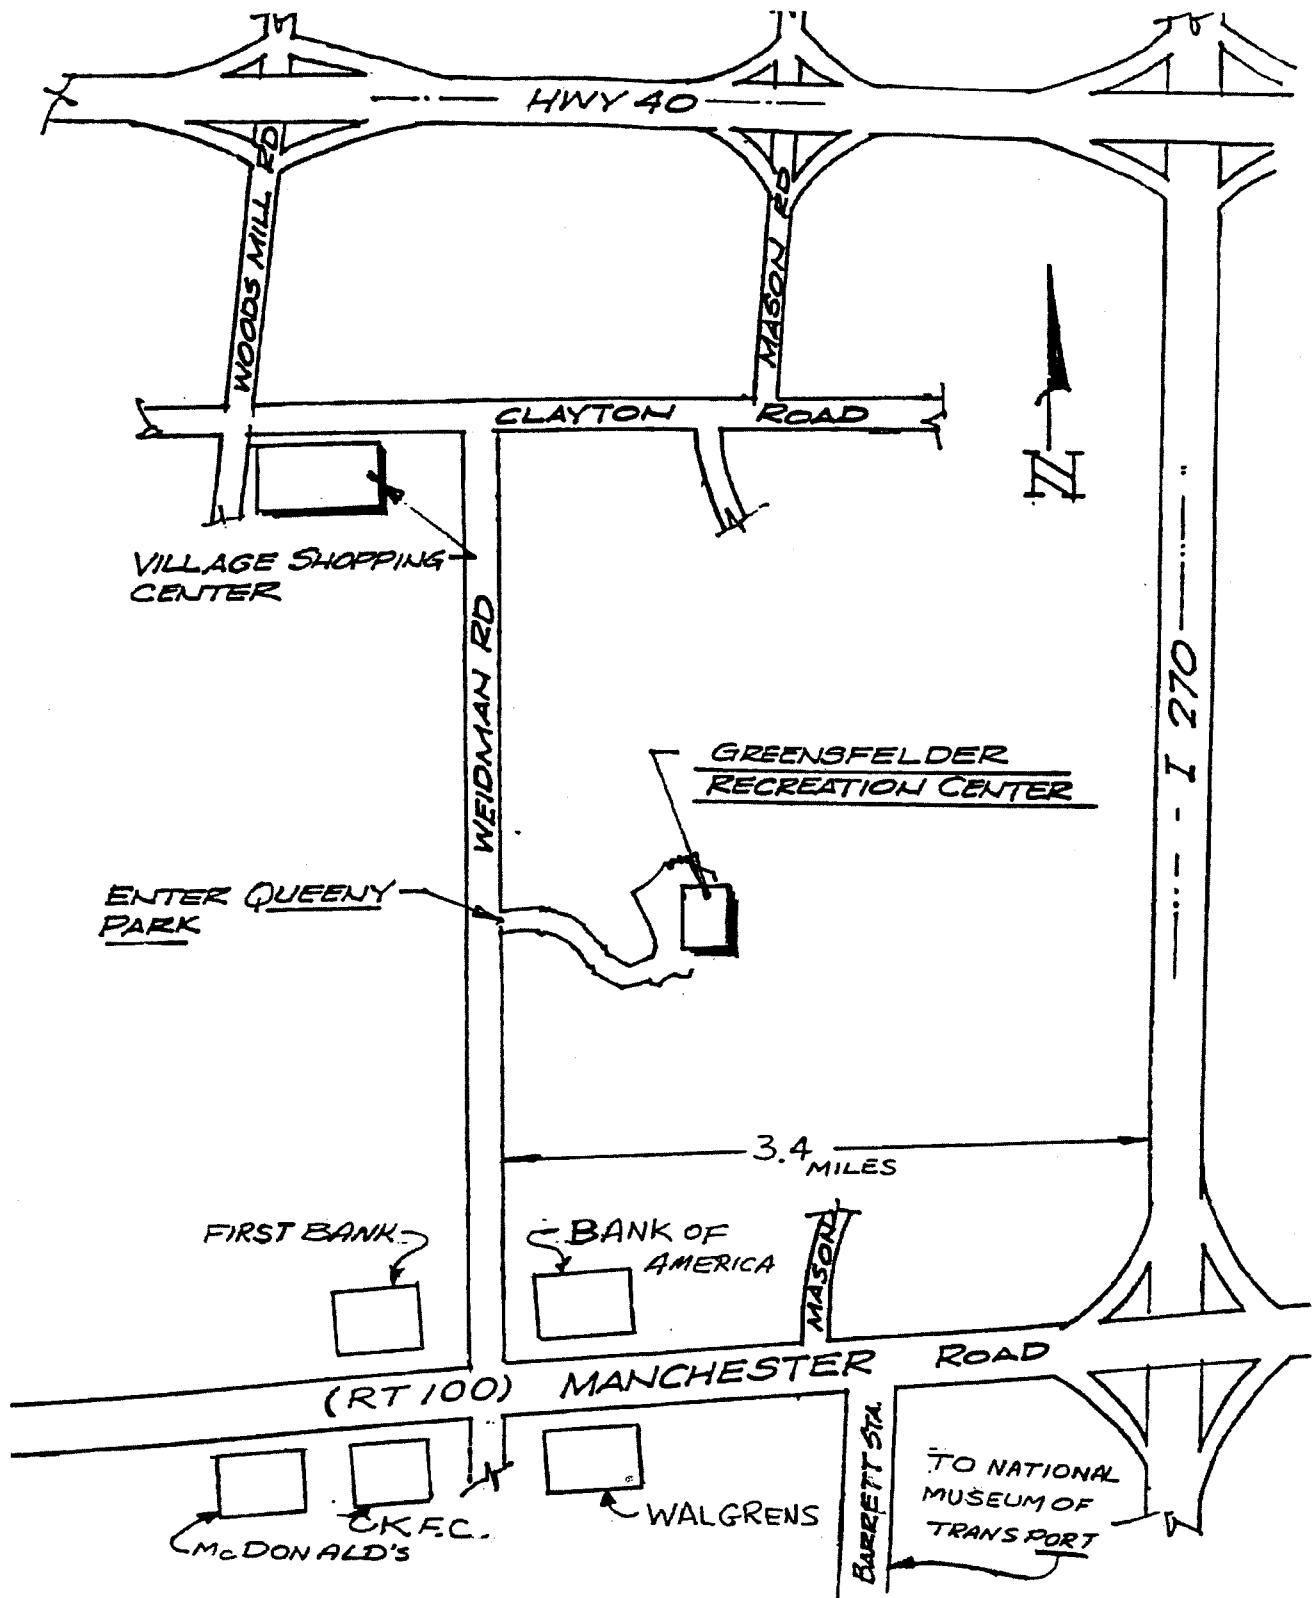 HWY 40
WOODS MILL RD
MASON RD
CLAYTON ROAD
N
VILLAGE SHOPPING
CENTER
WEIDMAN RD
I 270
GREENSFELDER
RECREATION CENTER
ENTER QUEENY
PARK
3.4 MILES
FIRST BANK
BANK OF
AMERICA
MASON
(RT 100) MANCHESTER ROAD
BARRETT STA.
TO NATIONAL
MUSEUM OF
TRANSPORT
WALGRENS
K.F.C.
McDONALD'S